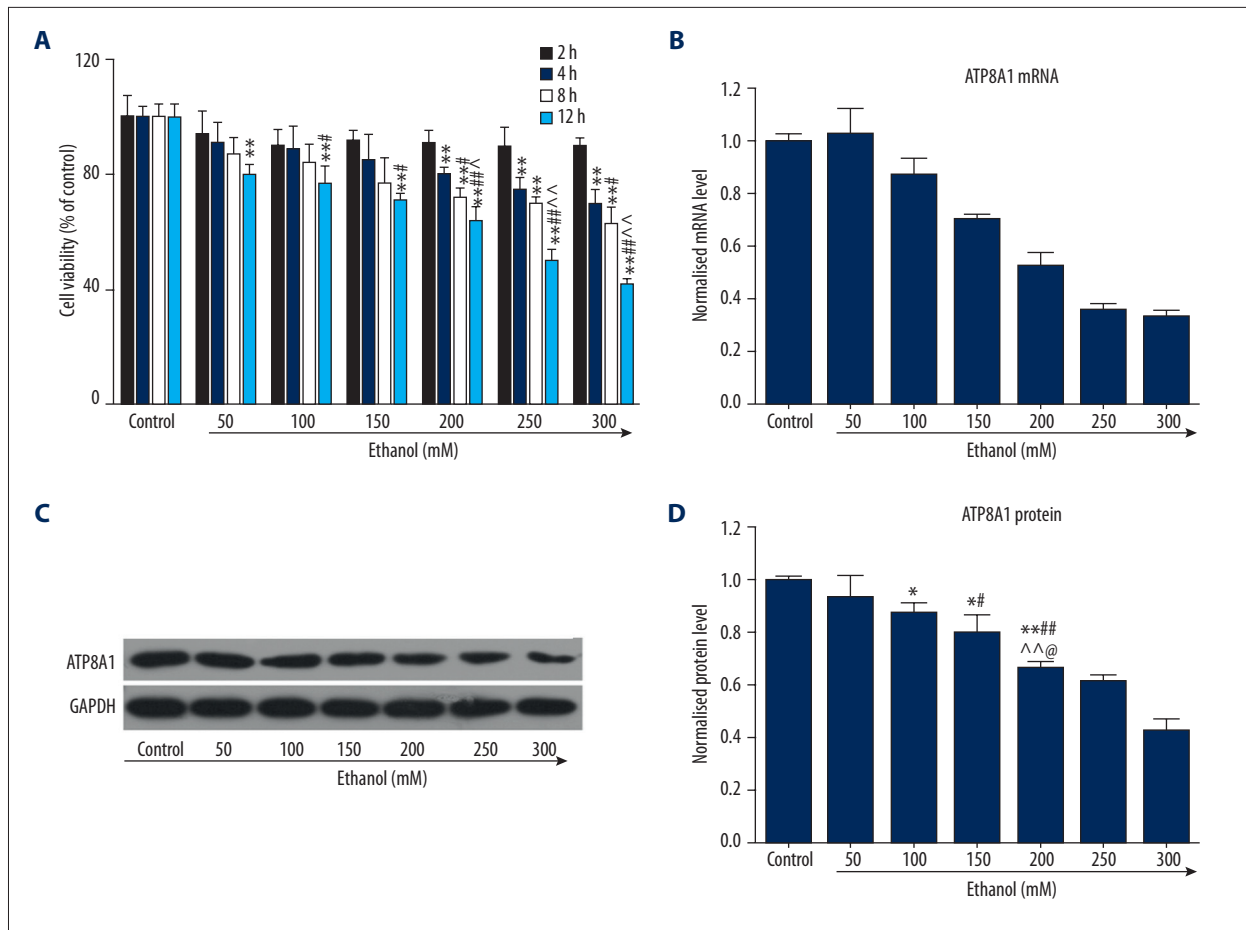 A
120
80
40
0
Cell viability (% of control)
2 h
4 h
8 h
12 h
**
**#
**#
**
**#
**##^
**
**
**##^^
**
**#
**##^^
Control
50
100
150
200
250
300
Ethanol (mM)
B
ATP8A1 mRNA
1.2
1.0
0.8
0.6
0.4
0.2
0.0
Normalised mRNA level
Control
50
100
150
200
250
300
Ethanol (mM)
C
ATP8A1
GAPDH
Control
50
100
150
200
250
300
Ethanol (mM)
D
ATP8A1 protein
1.2
1.0
0.8
0.6
0.4
0.2
0.0
Normalised protein level
*
*#
**##
^^@
Control
50
100
150
200
250
300
Ethanol (mM)